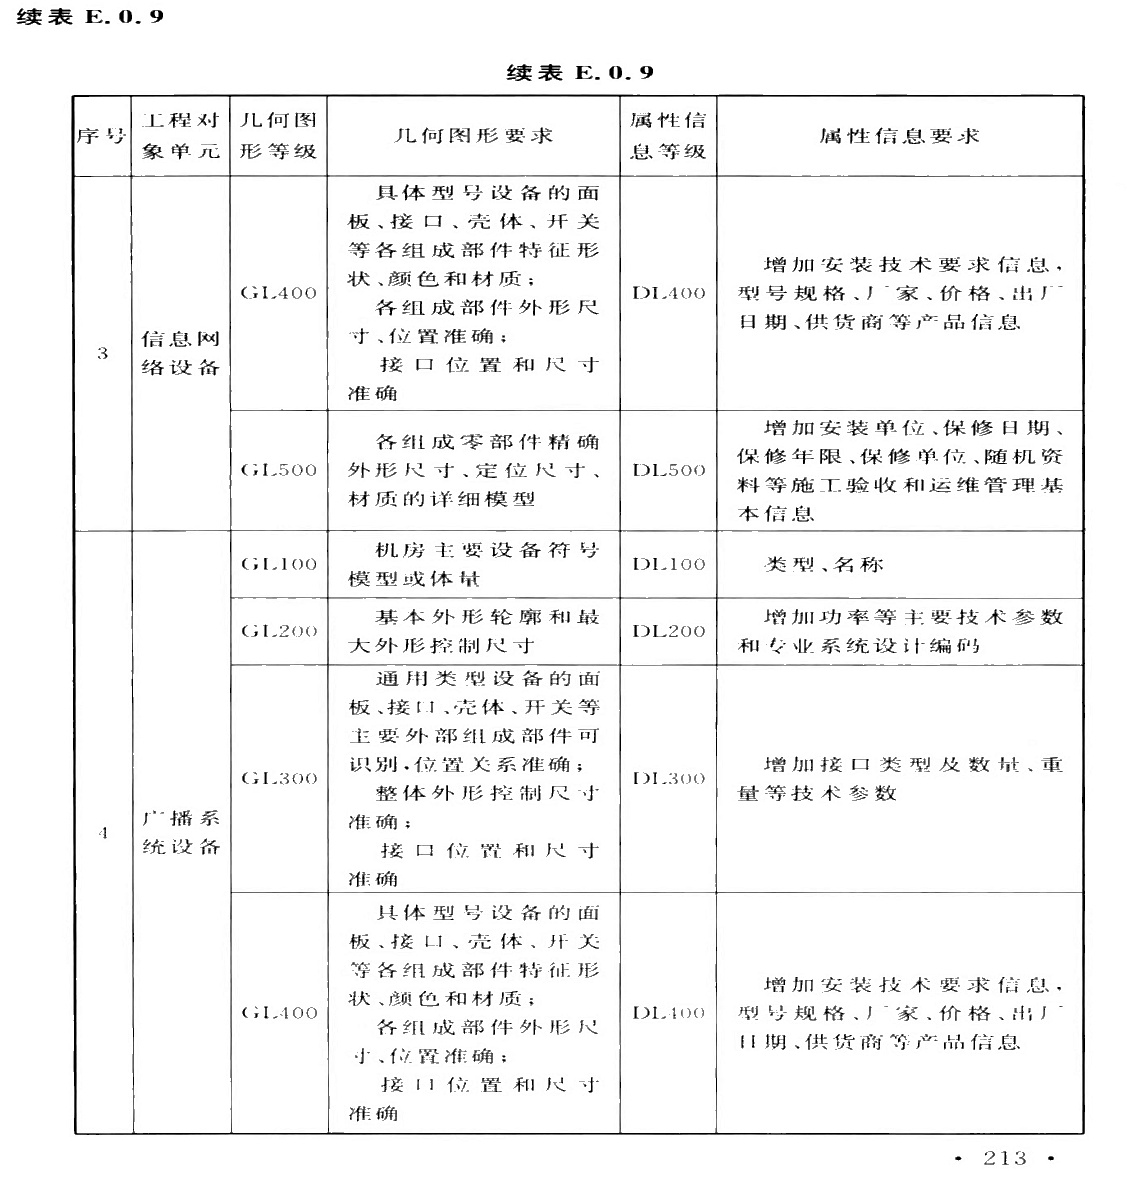 续表 E.0.9
续表 E.0.9
序号
工程对
象单元
几何图
形等级
几何图形要求
属性信
息等级
属性信息要求
3
信息网
络设备
GL400
具体型号设备的面
板、接口、壳体、开关
等各组成部件特征形
状、颜色和材质；
各组成部件外形尺
寸、位置准确；
接口位置和尺寸
准确
DL400
增加安装技术要求信息，
型号规格、厂家、价格、出厂
日期、供货商等产品信息
GL500
各组成零部件精确
外形尺寸、定位尺寸、
材质的详细模型
DL500
增加安装单位、保修日期、
保修年限、保修单位、随机资
料等施工验收和运维管理基
本信息
4
广播系
统设备
GL100
机房主要设备符号
模型或体量
DL100
类型、名称
GL200
基本外形轮廓和最
大外形控制尺寸
DL200
增加功率等主要技术参数
和专业系统设计编码
GL300
通用类型设备的面
板、接口、壳体、开关等
主要外部组成部件可
识别，位置关系准确；
整体外形控制尺寸
准确；
接口位置和尺寸
准确
DL300
增加接口类型及数量、重
量等技术参数
GL400
具体型号设备的面
板、接口、壳体、开关
等各组成部件特征形
状、颜色和材质；
各组成部件外形尺
寸、位置准确；
接口位置和尺寸
准确
DL400
增加安装技术要求信息，
型号规格、厂家、价格、出厂
日期、供货商等产品信息
· 213 ·